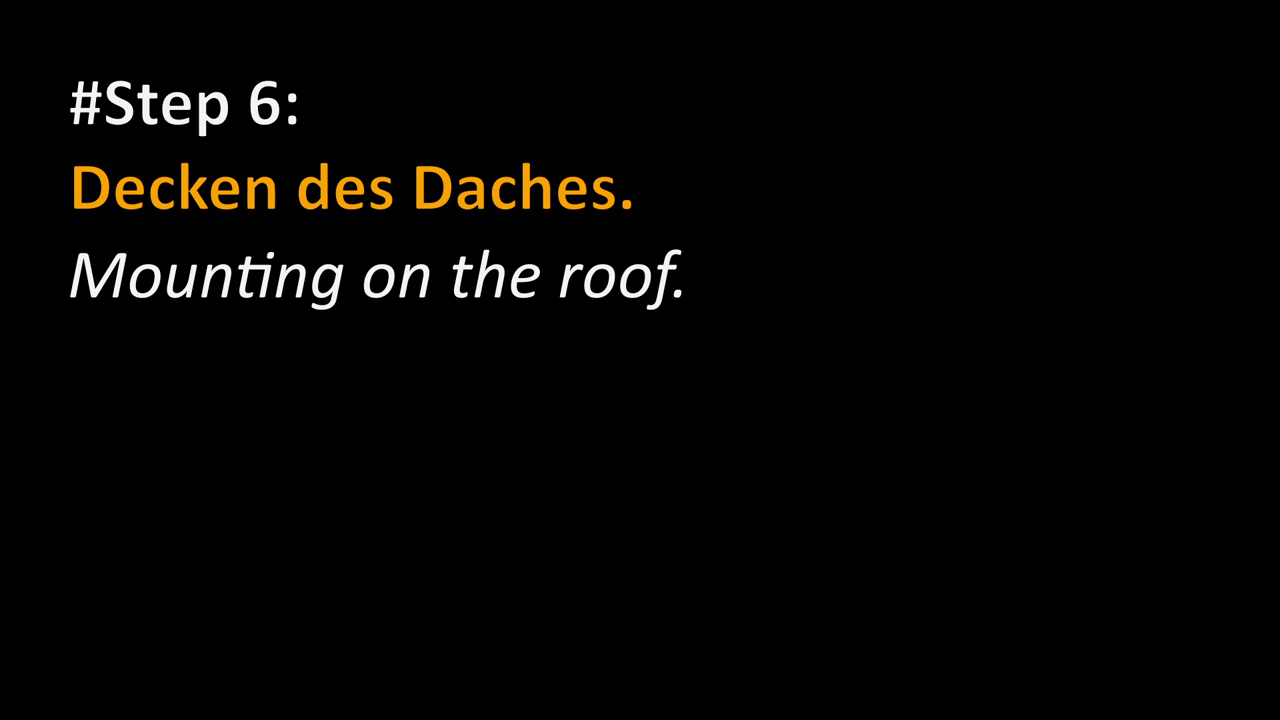 #Step 6:
Decken des Daches.
Mounting on the roof.